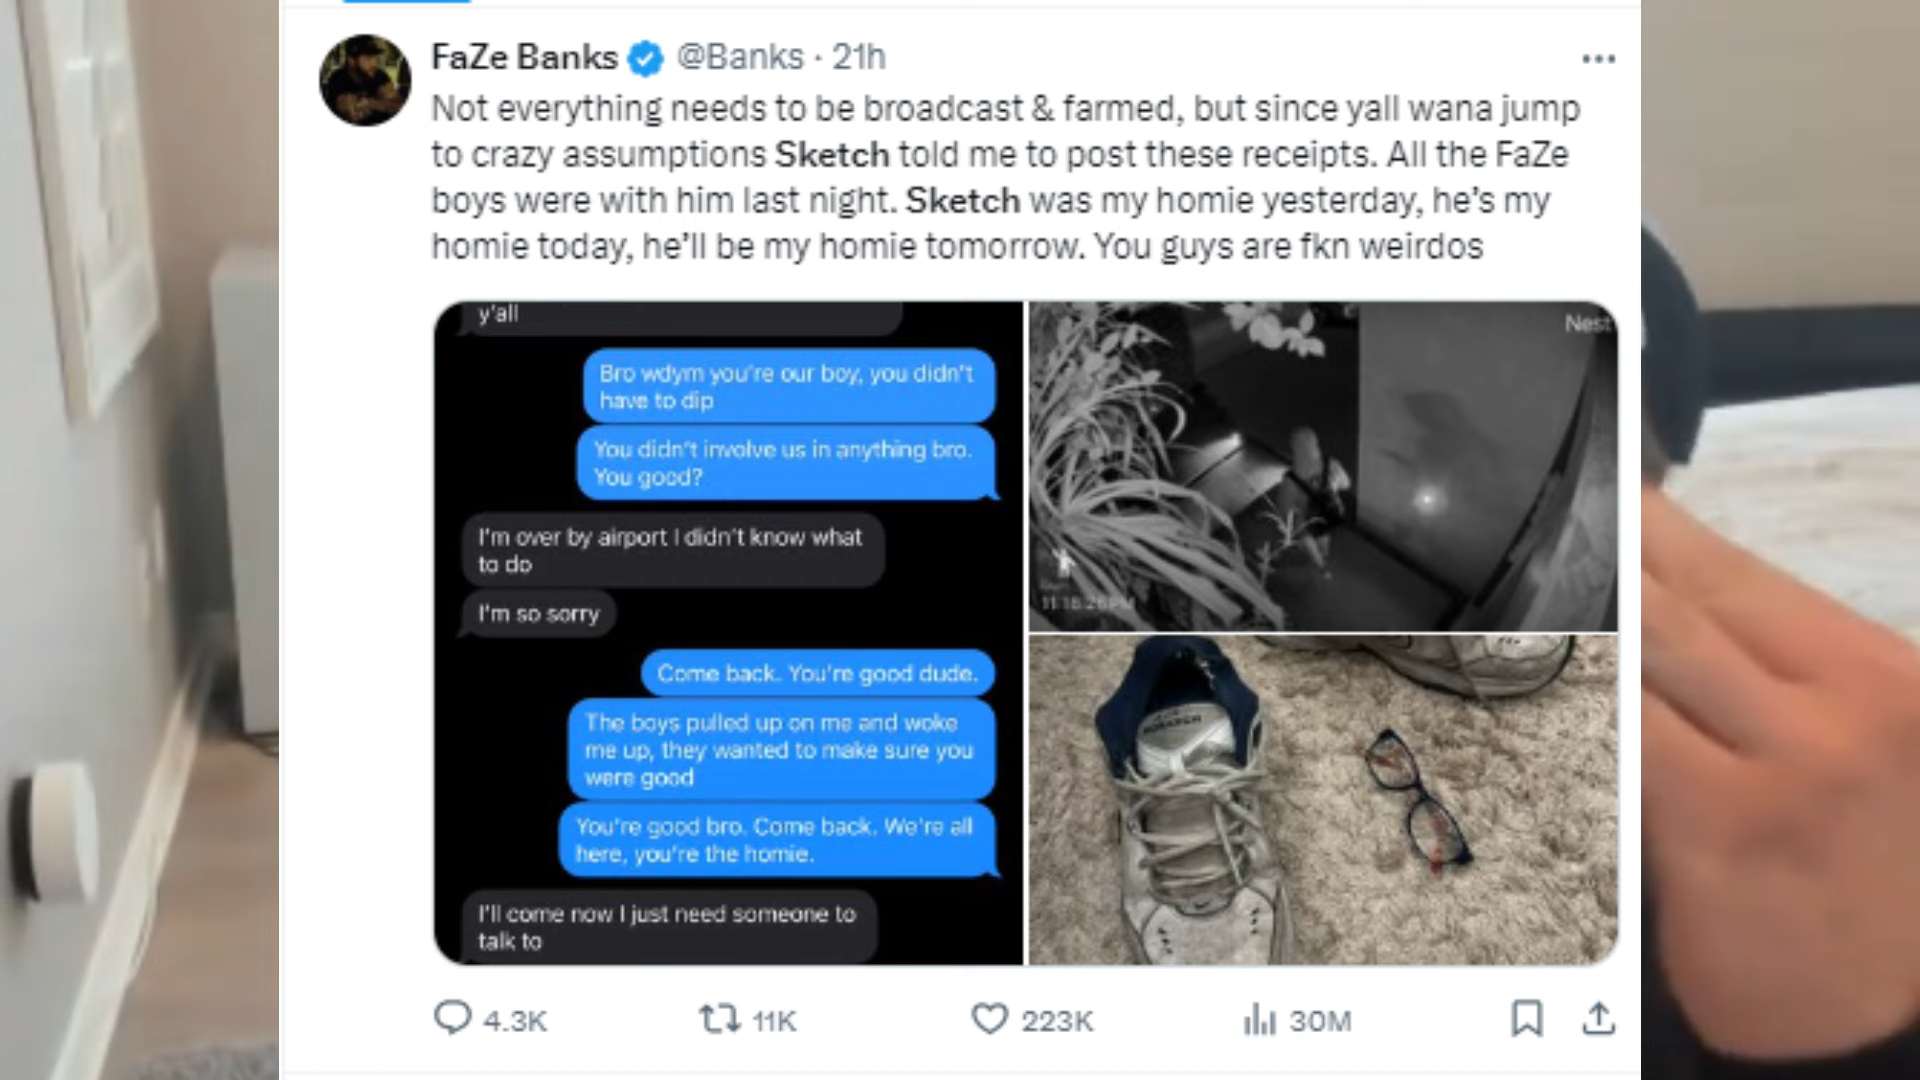 FaZe Banks @Banks · 21h
Not everything needs to be broadcast & farmed, but since yall wana jump
to crazy assumptions Sketch told me to post these receipts. All the FaZe
boys were with him last night. Sketch was my homie yesterday, he's my
homie today, he'll be my homie tomorrow. You guys are fkn weirdos
y'all
Bro wdym you're our boy, you didn't
have to dip
You didn't involve us in anything bro.
You good?
I'm over by airport I didn't know what
to do
I'm so sorry
Come back. You're good dude.
The boys pulled up on me and woke
me up, they wanted to make sure you
were good
You're good bro. Come back. We're all
here, you're the homie.
I'll come now I just need someone to
talk to
Nest
4.3K
11K
223K
30M